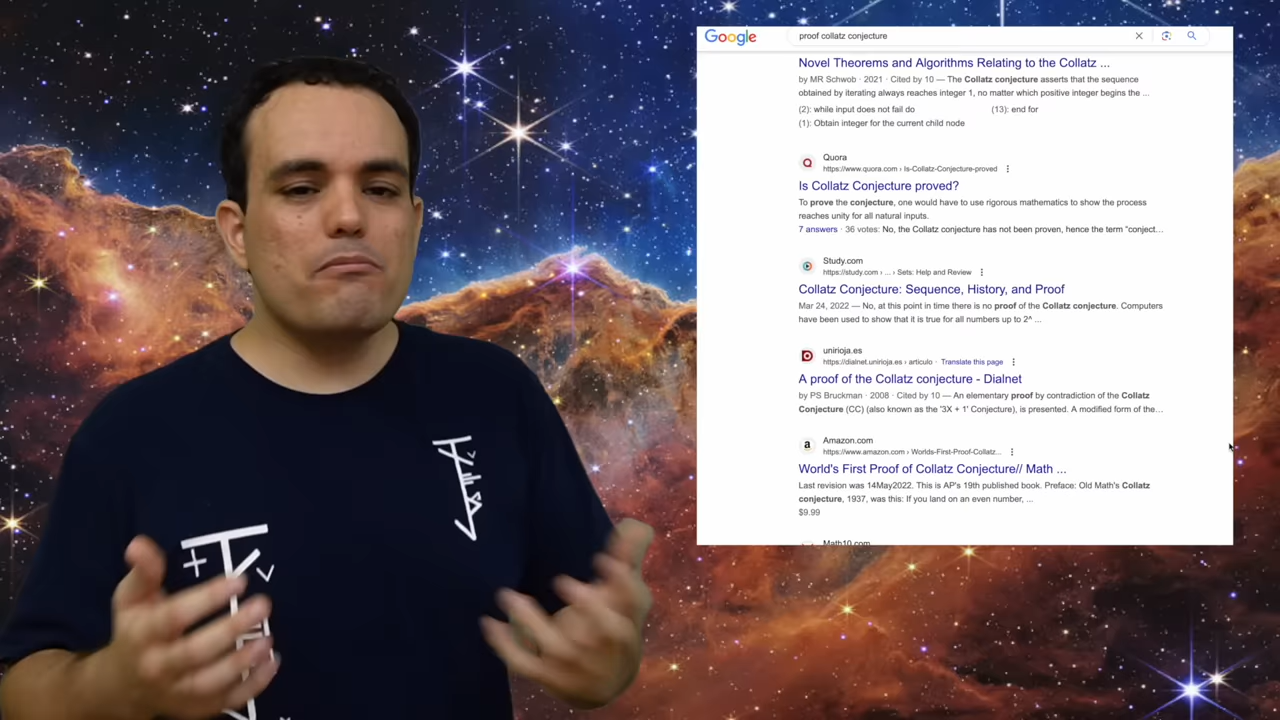 Google
proof collatz conjecture
Novel Theorems and Algorithms Relating to the Collatz ...
by MR Schwob · 2021 · Cited by 10 — The Collatz conjecture asserts that the sequence
obtained by iterating always reaches integer 1, no matter which positive integer begins the ...
(2): while input does not fail do (13): end for
(1): Obtain integer for the current child node
Quora
https://www.quora.com › Is-Collatz-Conjecture-proved
Is Collatz Conjecture proved?
To prove the conjecture, one would have to use rigorous mathematics to show the process
reaches unity for all natural inputs.
7 answers · 36 votes: No, the Collatz conjecture has not been proven, hence the term "conject...
Study.com
https://study.com › ... › Sets: Help and Review
Collatz Conjecture: Sequence, History, and Proof
Mar 24, 2022 — No, at this point in time there is no proof of the Collatz conjecture. Computers
have been used to show that it is true for all numbers up to 2^ ...
unirioja.es
https://dialnet.unirioja.es › articulo · Translate this page
A proof of the Collatz conjecture - Dialnet
by PS Bruckman · 2008 · Cited by 10 — An elementary proof by contradiction of the Collatz
Conjecture (CC) (also known as the '3X + 1' Conjecture), is presented. A modified form of the...
a
Amazon.com
https://www.amazon.com › Worlds-First-Proof-Collatz...
World's First Proof of Collatz Conjecture// Math ...
Last revision was 14May2022. This is AP's 19th published book. Preface: Old Math's Collatz
conjecture, 1937, was this: If you land on an even number, ...
$9.99
Math10.com